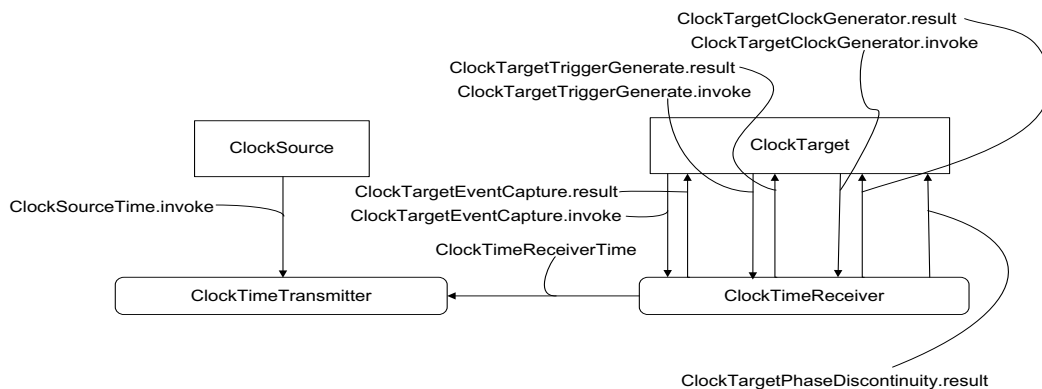 ClockTargetClockGenerator.result
ClockTargetClockGenerator.invoke
ClockTargetTriggerGenerate.result
ClockTargetTriggerGenerate.invoke
ClockSource
ClockTarget
ClockTargetEventCapture.result
ClockSourceTime.invoke
ClockTargetEventCapture.invoke
ClockTimeReceiverTime
ClockTimeTransmitter
ClockTimeReceiver
ClockTargetPhaseDiscontinuity.result